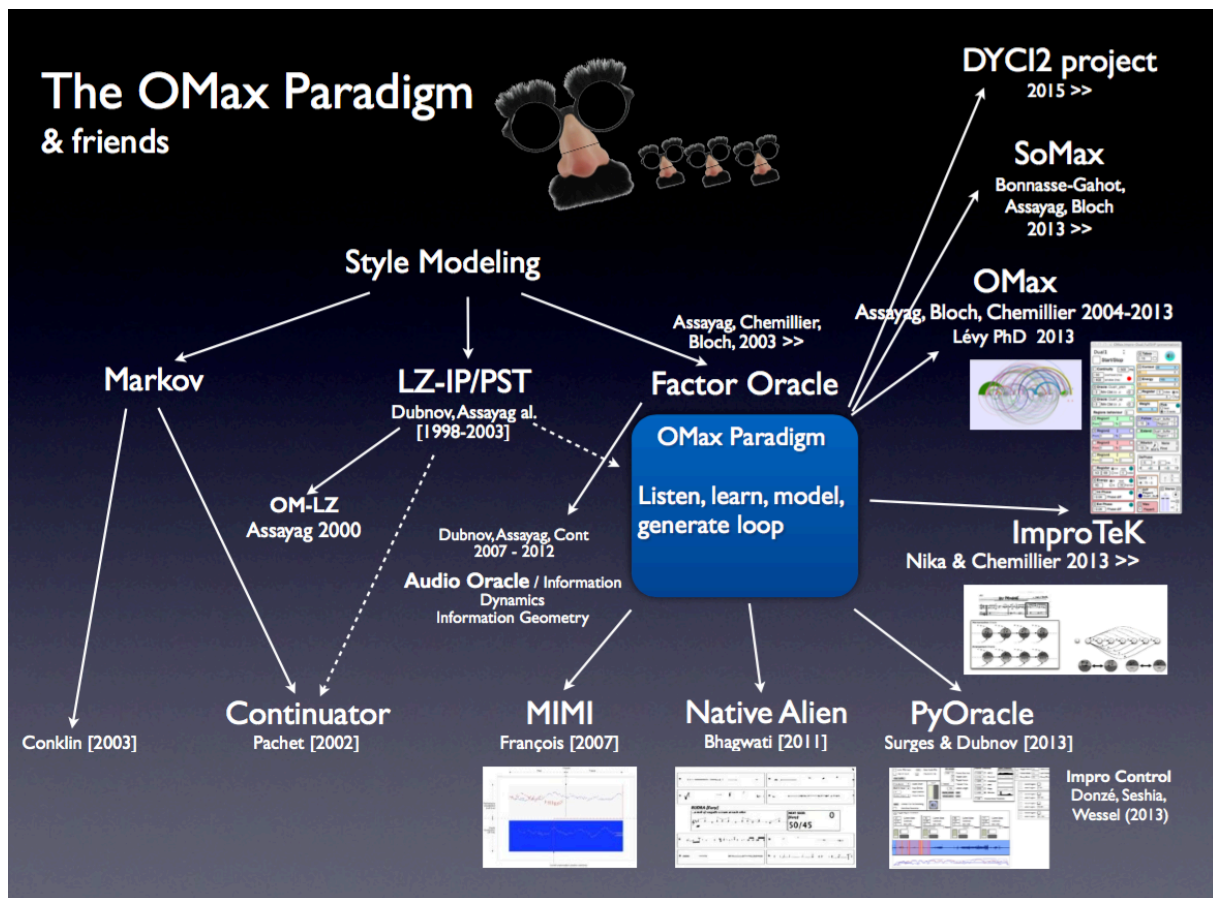 The OMax Paradigm
& friends
DYCI2 project
2015 >>
SoMax
Bonnasse-Gahot,
Assayag, Bloch
2013 >>
Style Modeling
OMax
Assayag, Bloch, Chemillier 2004-2013
Lévy PhD 2013
Assayag, Chemillier,
Bloch, 2003 >>
Markov
LZ-IP/PST
Dubnov, Assayag al.
[1998-2003]
Factor Oracle
OMax Paradigm
Listen, learn, model,
generate loop
OM-LZ
Assayag 2000
Dubnov, Assayag, Cont
2007 - 2012
Audio Oracle / Information
Dynamics
Information Geometry
ImproTeK
Nika & Chemillier 2013 >>
Conklin [2003]
Continuator
Pachet [2002]
MIMI
François [2007]
Native Alien
Bhagwati [2011]
50/45
0
PyOracle
Surges & Dubnov [2013]
Impro Control
Donzé, Seshia,
Wessel (2013)